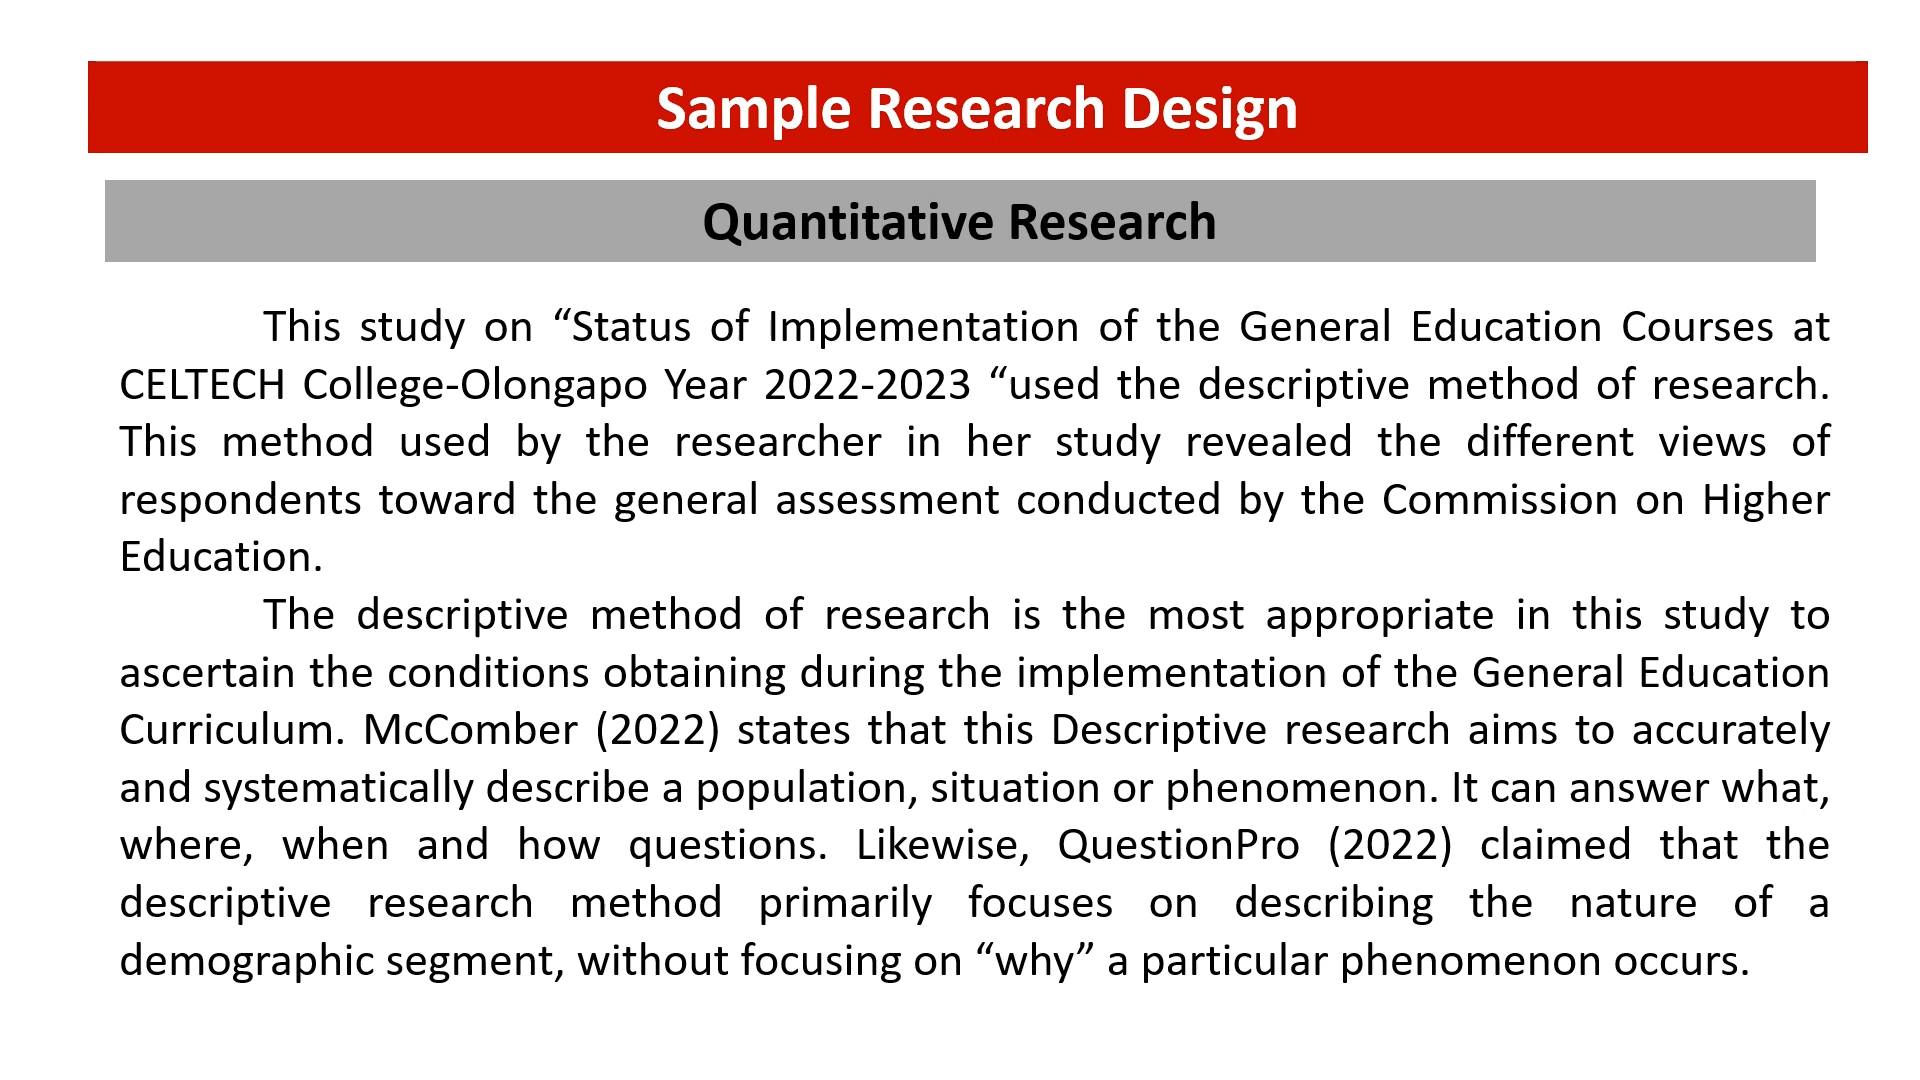 Sample Research Design
Quantitative Research
This study on “Status of Implementation of the General Education Courses at
CELTECH College-Olongapo Year 2022-2023 “used the descriptive method of research.
This method used by the researcher in her study revealed the different views of
respondents toward the general assessment conducted by the Commission on Higher
Education.
The descriptive method of research is the most appropriate in this study to
ascertain the conditions obtaining during the implementation of the General Education
Curriculum. McComber (2022) states that this Descriptive research aims to accurately
and systematically describe a population, situation or phenomenon. It can answer what,
where, when and how questions. Likewise, QuestionPro (2022) claimed that the
descriptive research method primarily focuses on describing the nature of a
demographic segment, without focusing on “why” a particular phenomenon occurs.